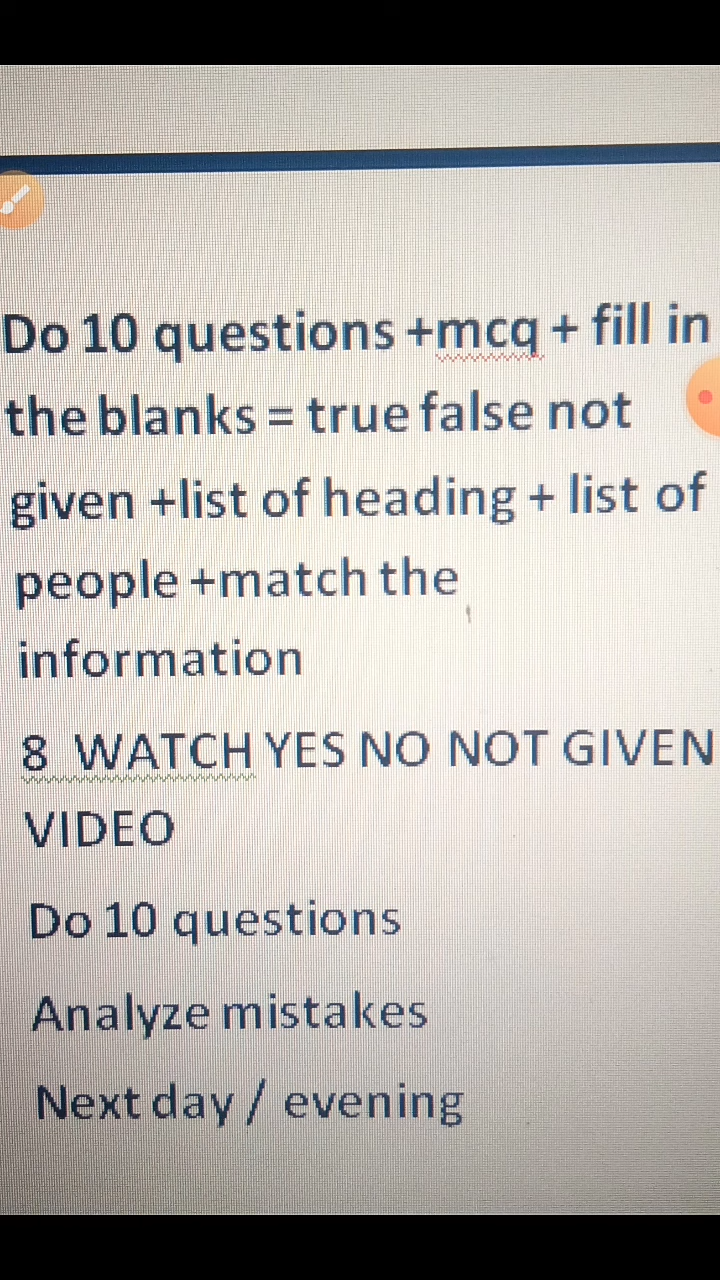 Do 10 questions +mcq + fill in
the blanks = true false not
given +list of heading + list of
people +match the
information
8 WATCH YES NO NOT GIVEN
VIDEO
Do 10 questions
Analyze mistakes
Next day / evening